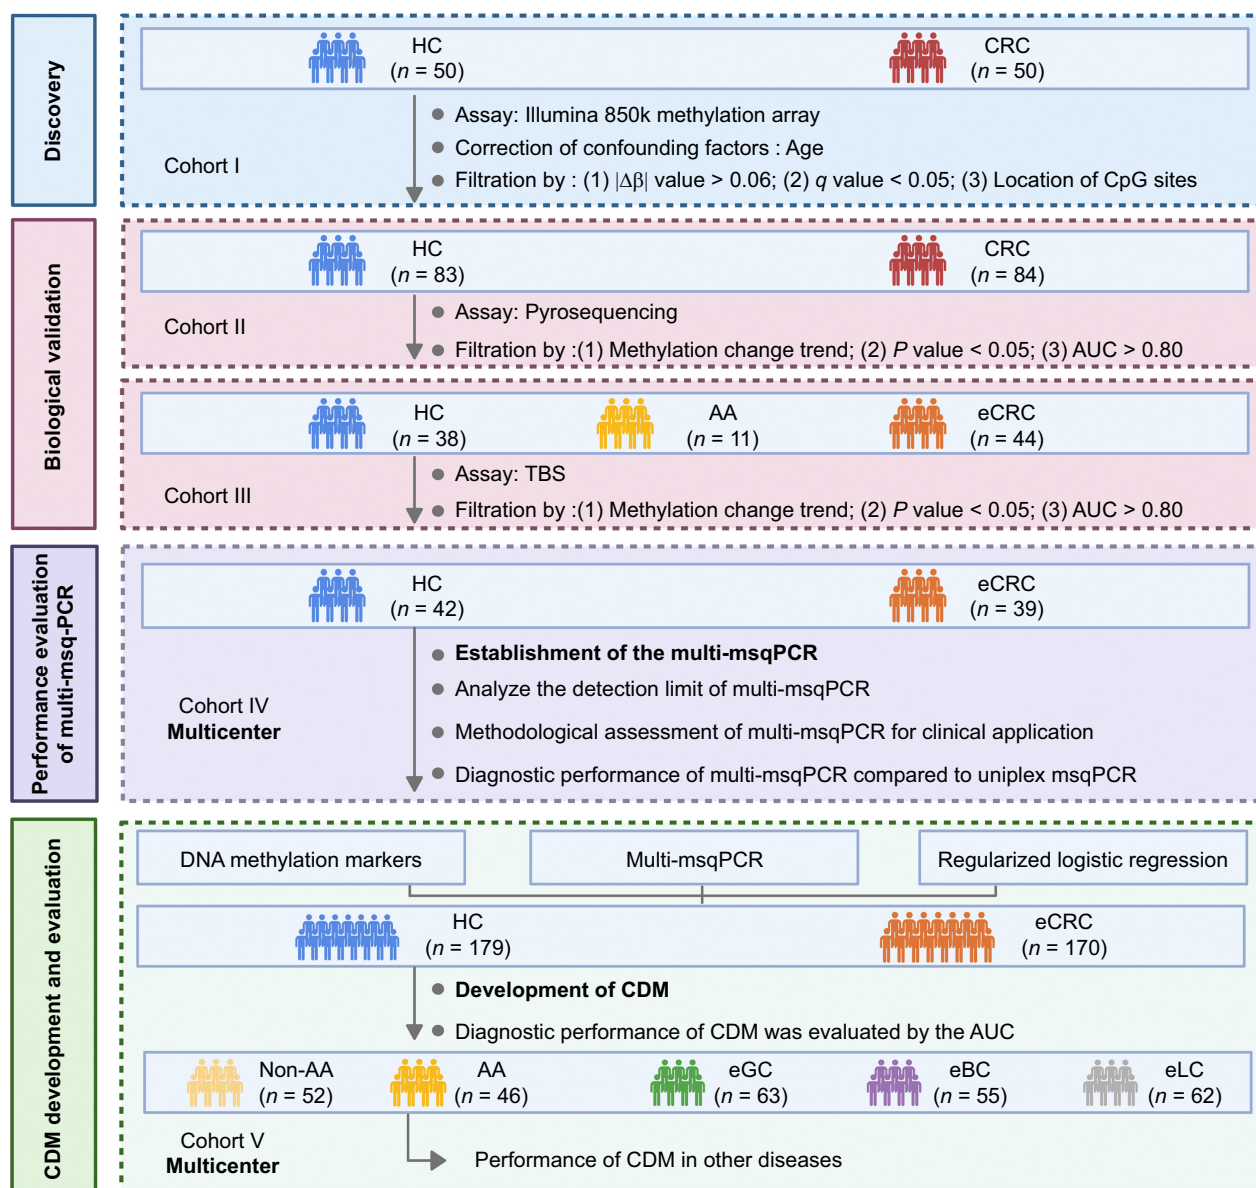 Discovery
HC
(n = 50)
CRC
(n = 50)
Cohort I
Assay: Illumina 850k methylation array
Correction of confounding factors : Age
Filtration by : (1) |Δβ| value > 0.06; (2) q value < 0.05; (3) Location of CpG sites
Biological validation
HC
(n = 83)
CRC
(n = 84)
Cohort II
Assay: Pyrosequencing
Filtration by :(1) Methylation change trend; (2) P value < 0.05; (3) AUC > 0.80
HC
(n = 38)
AA
(n = 11)
eCRC
(n = 44)
Cohort III
Assay: TBS
Filtration by :(1) Methylation change trend; (2) P value < 0.05; (3) AUC > 0.80
Performance evaluation
of multi-msq-PCR
HC
(n = 42)
eCRC
(n = 39)
Cohort IV
Multicenter
Establishment of the multi-msqPCR
Analyze the detection limit of multi-msqPCR
Methodological assessment of multi-msqPCR for clinical application
Diagnostic performance of multi-msqPCR compared to uniplex msqPCR
CDM development and evaluation
DNA methylation markers
Multi-msqPCR
Regularized logistic regression
HC
(n = 179)
eCRC
(n = 170)
Development of CDM
Diagnostic performance of CDM was evaluated by the AUC
Non-AA
(n = 52)
AA
(n = 46)
eGC
(n = 63)
eBC
(n = 55)
eLC
(n = 62)
Cohort V
Multicenter
Performance of CDM in other diseases